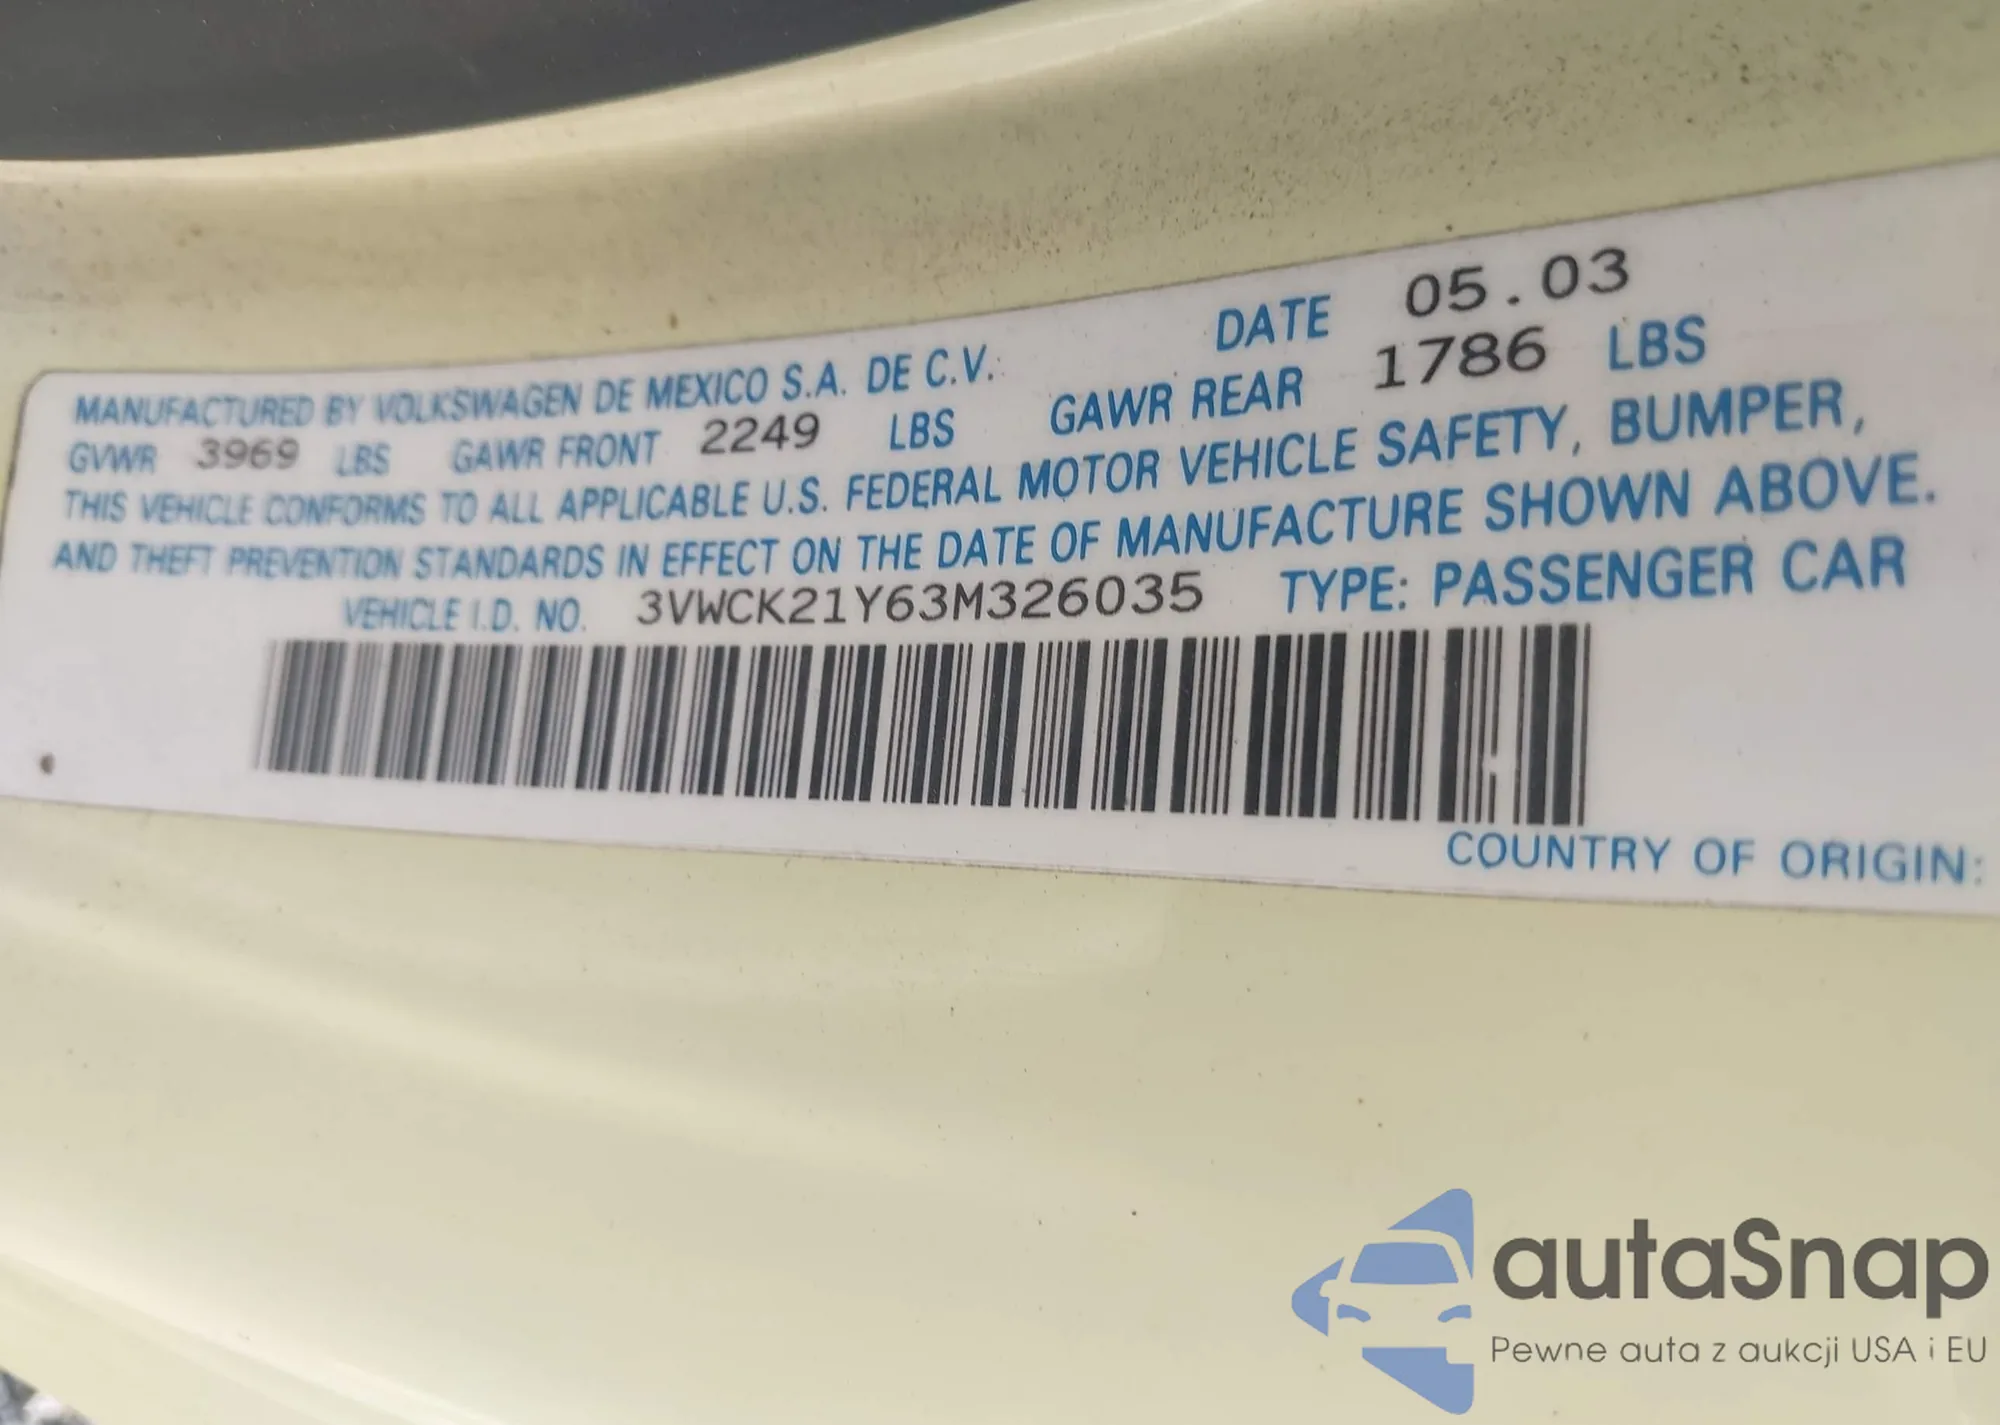 MANUFACTURED BY VOLKSWAGEN DE MEXICO S.A. DE C.V. DATE 05.03
GVWR 3969 LBS GAWR FRONT 2249 LBS GAWR REAR 1786 LBS
THIS VEHICLE CONFORMS TO ALL APPLICABLE U.S. FEDERAL MOTOR VEHICLE SAFETY, BUMPER,
AND THEFT PREVENTION STANDARDS IN EFFECT ON THE DATE OF MANUFACTURE SHOWN ABOVE.
VEHICLE I.D. NO. 3VWCK21Y63M326035 TYPE: PASSENGER CAR
COUNTRY OF ORIGIN:
autaSnap
Pewne auta z aukcji USA i EU